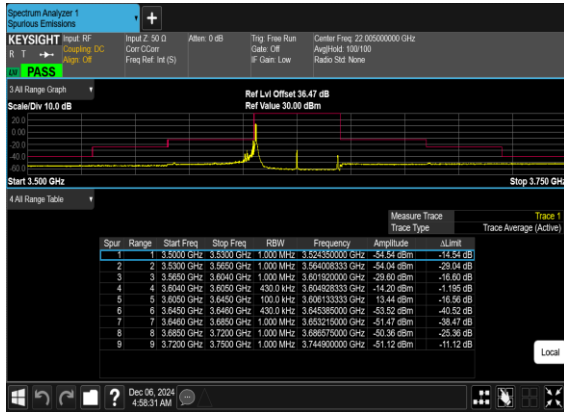 Spectrum Analyzer 1
Spurious Emissions
KEYSIGHT Input: RF Input Z: 50 Ω Atten: 0 dB Trig: Free Run Center Freq: 22.005000000 GHz
R T Coupling: DC Corr CCorr Gate: Off Avg|Hold: 100/100
Align: Off Freq Ref: Int (S) IF Gain: Low Radio Std: None
PASS
3 All Range Graph
Ref Lvl Offset 36.47 dB
Scale/Div 10.0 dB Ref Value 30.00 dBm
20.0
0.00
-20.0
-40.0
-60.0
Start 3.500 GHz Stop 3.750 GHz
4 All Range Table
Measure Trace Trace 1
Trace Type Trace Average (Active)
Spur Range Start Freq Stop Freq RBW Frequency Amplitude ΔLimit
1 1 3.5000 GHz 3.5300 GHz 1.000 MHz 3.524350000 GHz -54.54 dBm -14.54 dB
2 2 3.5300 GHz 3.5650 GHz 1.000 MHz 3.564008333 GHz -54.04 dBm -29.04 dB
3 3 3.5650 GHz 3.6040 GHz 1.000 MHz 3.601920000 GHz -29.60 dBm -16.60 dB
4 4 3.6040 GHz 3.6050 GHz 430.0 kHz 3.604928333 GHz -14.20 dBm -1.195 dB
5 5 3.6050 GHz 3.6450 GHz 100.0 kHz 3.606133333 GHz 13.44 dBm -16.56 dB
6 6 3.6450 GHz 3.6460 GHz 430.0 kHz 3.645385000 GHz -53.52 dBm -40.52 dB
7 7 3.6460 GHz 3.6850 GHz 1.000 MHz 3.653215000 GHz -51.47 dBm -38.47 dB
8 8 3.6850 GHz 3.7200 GHz 1.000 MHz 3.686575000 GHz -50.36 dBm -25.36 dB
9 9 3.7200 GHz 3.7500 GHz 1.000 MHz 3.744900000 GHz -51.12 dBm -11.12 dB
Local
Dec 06, 2024
4:58:31 AM